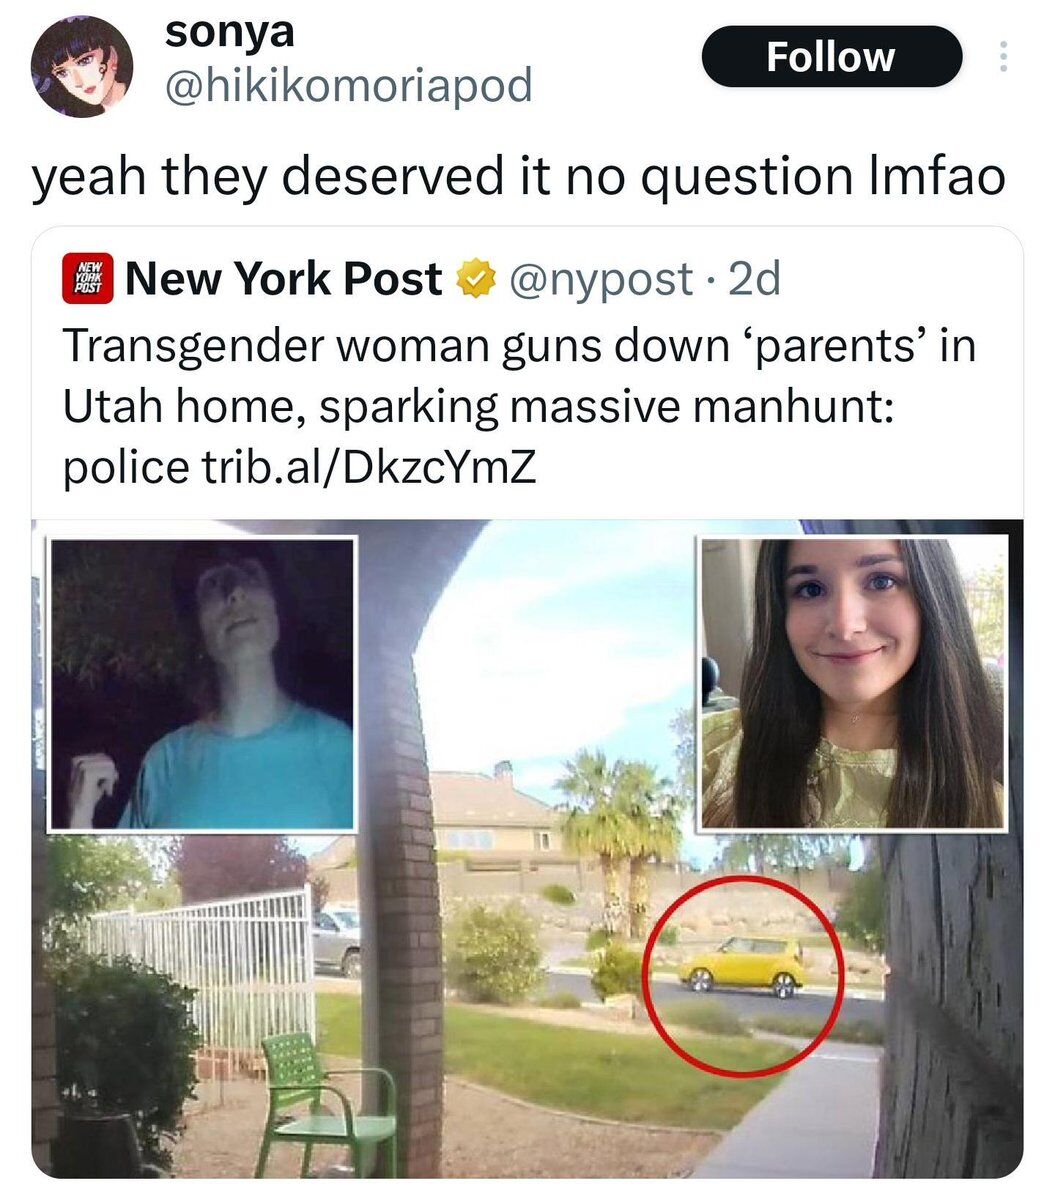 sonya
@hikikomoriapod
Follow
yeah they deserved it no question lmfao
NEW
YORK
POST
New York Post @nypost · 2d
Transgender woman guns down ‘parents’ in
Utah home, sparking massive manhunt:
police trib.al/DkzcYmZ